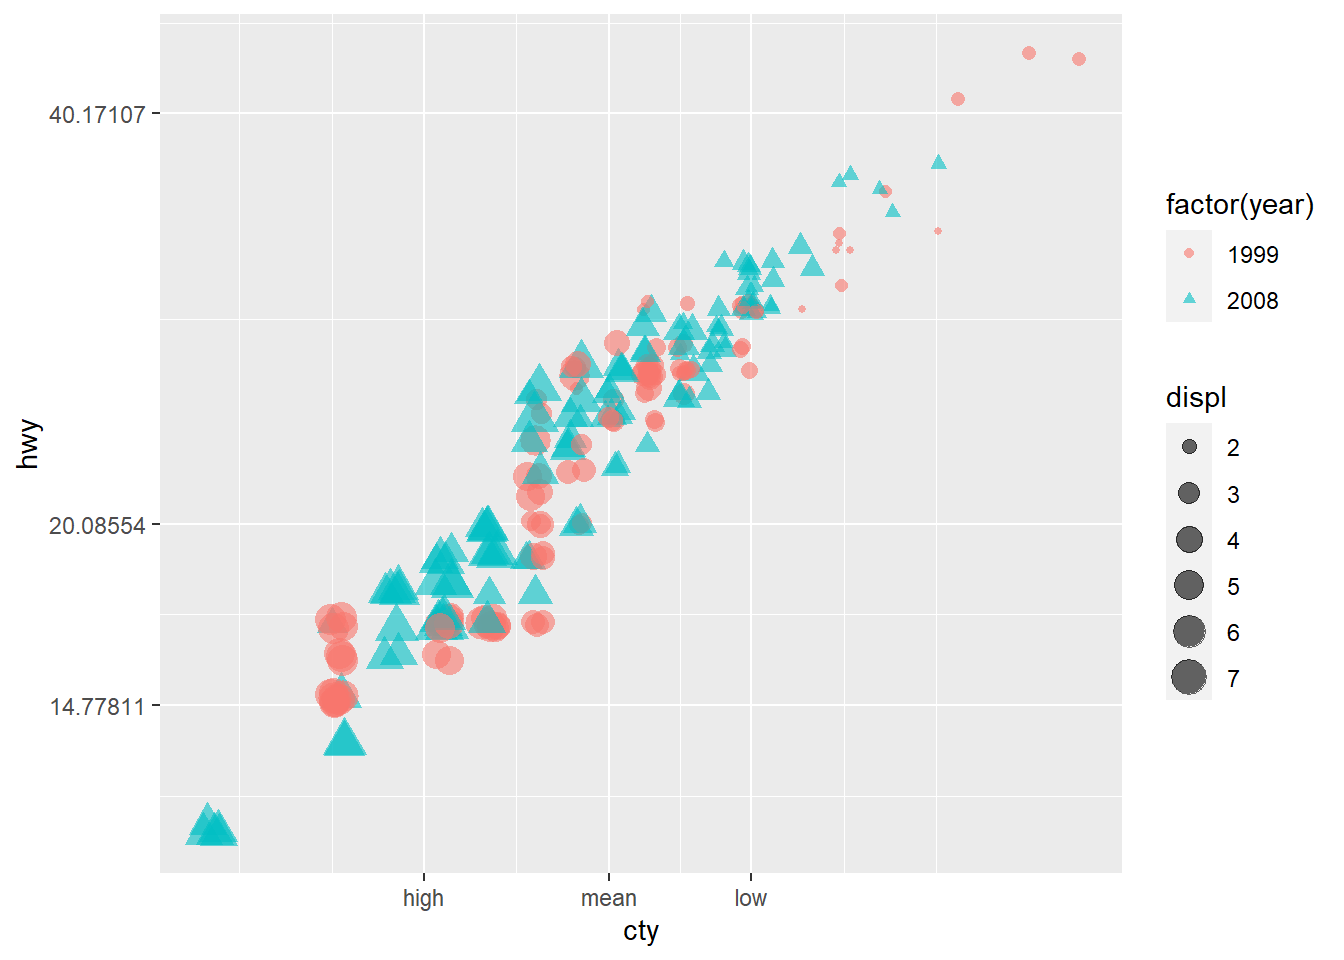 hwy
40.17107
20.08554
14.77811
high mean low
cty
factor(year)
1999
2008
displ
2
3
4
5
6
7